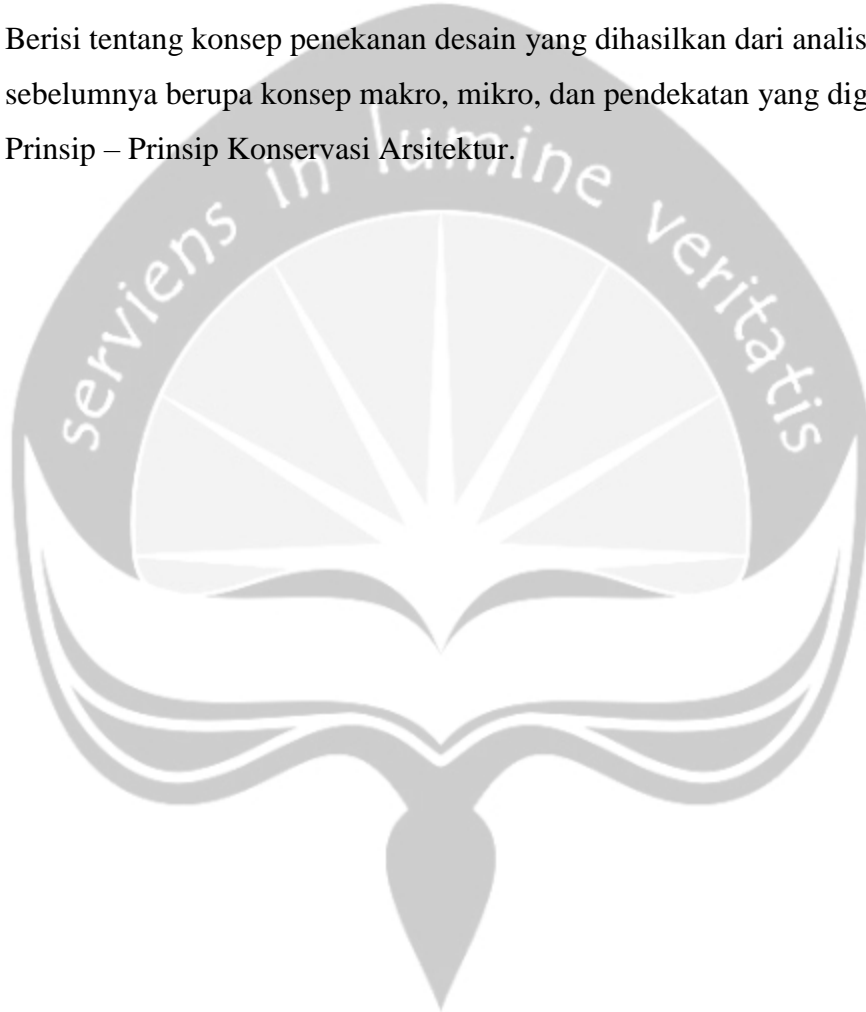 Berisi tentang konsep penekanan desain yang dihasilkan dari analis
sebelumnya berupa konsep makro, mikro, dan pendekatan yang dig
Prinsip – Prinsip Konservasi Arsitektur.
serviens in lumine veritatis